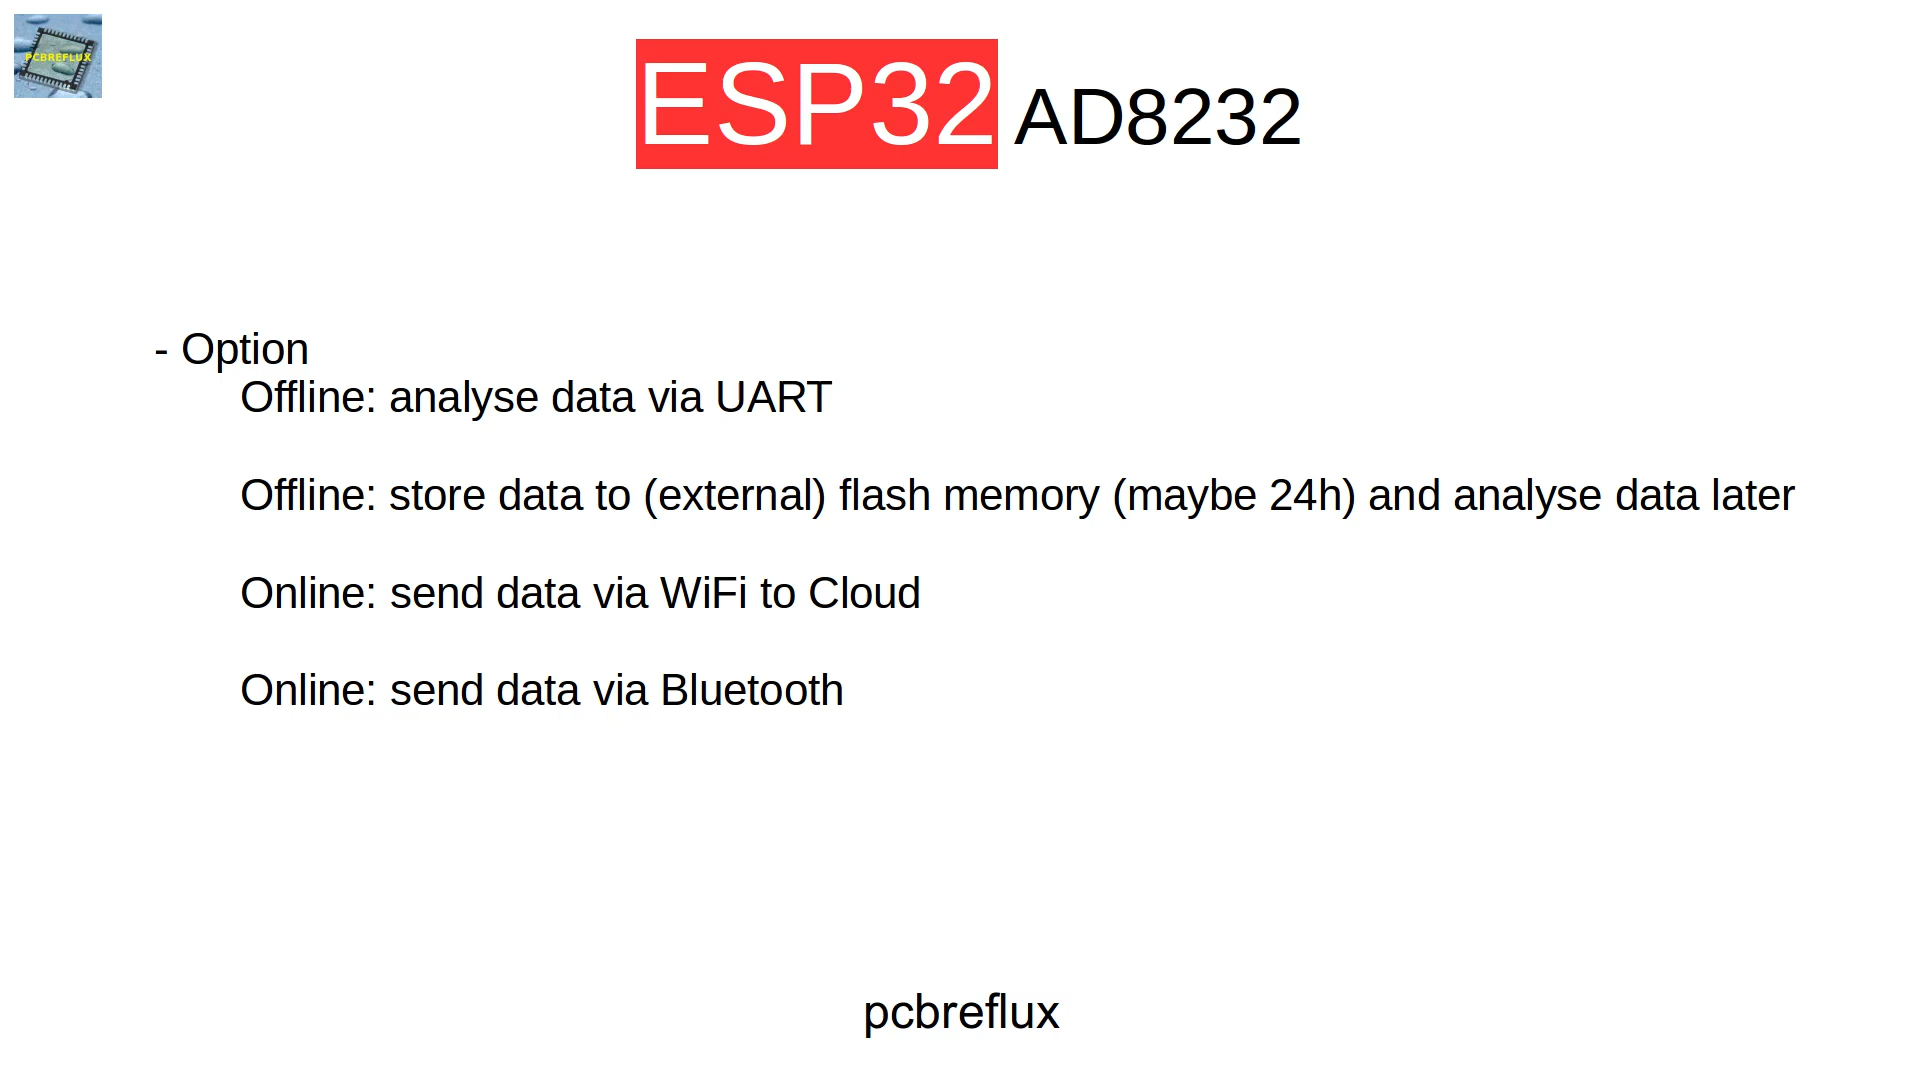 PCBREFLUX
ESP32 AD8232
- Option
Offline: analyse data via UART
Offline: store data to (external) flash memory (maybe 24h) and analyse data later
Online: send data via WiFi to Cloud
Online: send data via Bluetooth
pcbreflux